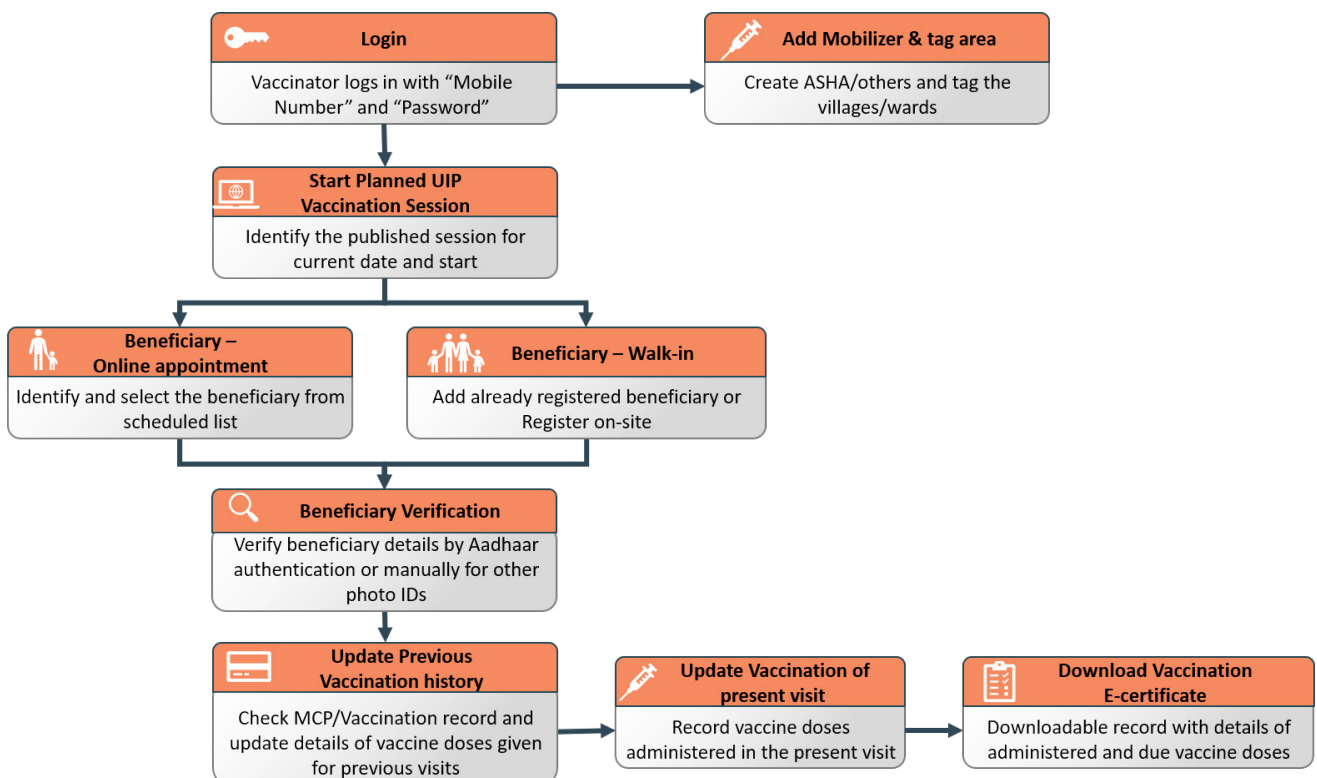 Login
Vaccinator logs in with “Mobile
Number” and “Password”
Add Mobilizer & tag area
Create ASHA/others and tag the
villages/wards
Start Planned UIP
Vaccination Session
Identify the published session for
current date and start
Beneficiary –
Online appointment
Identify and select the beneficiary from
scheduled list
Beneficiary – Walk-in
Add already registered beneficiary or
Register on-site
Beneficiary Verification
Verify beneficiary details by Aadhaar
authentication or manually for other
photo IDs
Update Previous
Vaccination history
Check MCP/Vaccination record and
update details of vaccine doses given
for previous visits
Update Vaccination of
present visit
Record vaccine doses
administered in the present visit
Download Vaccination
E-certificate
Downloadable record with details of
administered and due vaccine doses